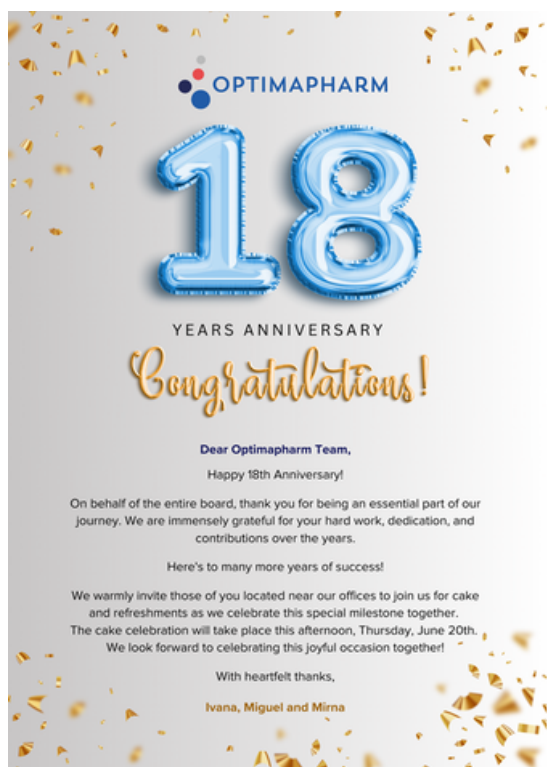 OPTIMAPHARM
18
YEARS ANNIVERSARY
Congratulations!
Dear Optimapharm Team,
Happy 18th Anniversary!
On behalf of the entire board, thank you for being an essential part of our
journey. We are immensely grateful for your hard work, dedication, and
contributions over the years.
Here's to many more years of success!
We warmly invite those of you located near our offices to join us for cake
and refreshments as we celebrate this special milestone together.
The cake celebration will take place this afternoon, Thursday, June 20th.
We look forward to celebrating this joyful occasion together!
With heartfelt thanks,
Ivana, Miguel and Mirna